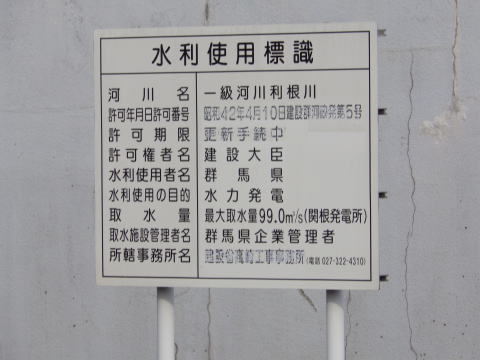 水利使用標識
河川名 一級河川利根川
許可年月日許可番号 昭和42年4月10日建設群河政発第5号
許可期限 更新手続中
許可権者名 建設大臣
水利使用者名 群馬県
水利使用の目的 水力発電
取水量 最大取水量99.0m³/s(関根発電所)
取水施設管理者名 群馬県企業管理者
所轄事務所名 建設省高崎工事事務所(電話027-322-4310)